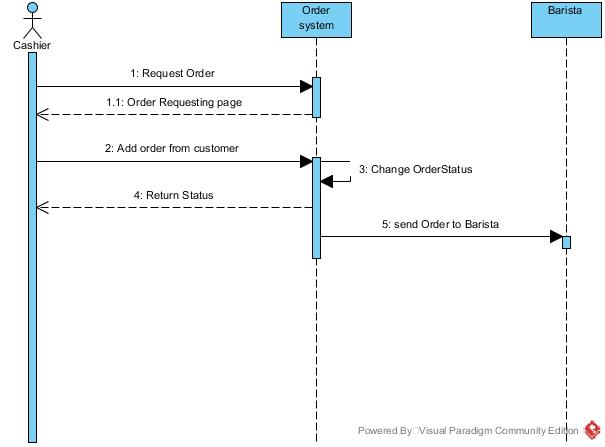 Order
system
Barista
Cashier
1: Request Order
1.1: Order Requesting page
2: Add order from customer
3: Change OrderStatus
4: Return Status
5: send Order to Barista
Powered By Visual Paradigm Community Edition